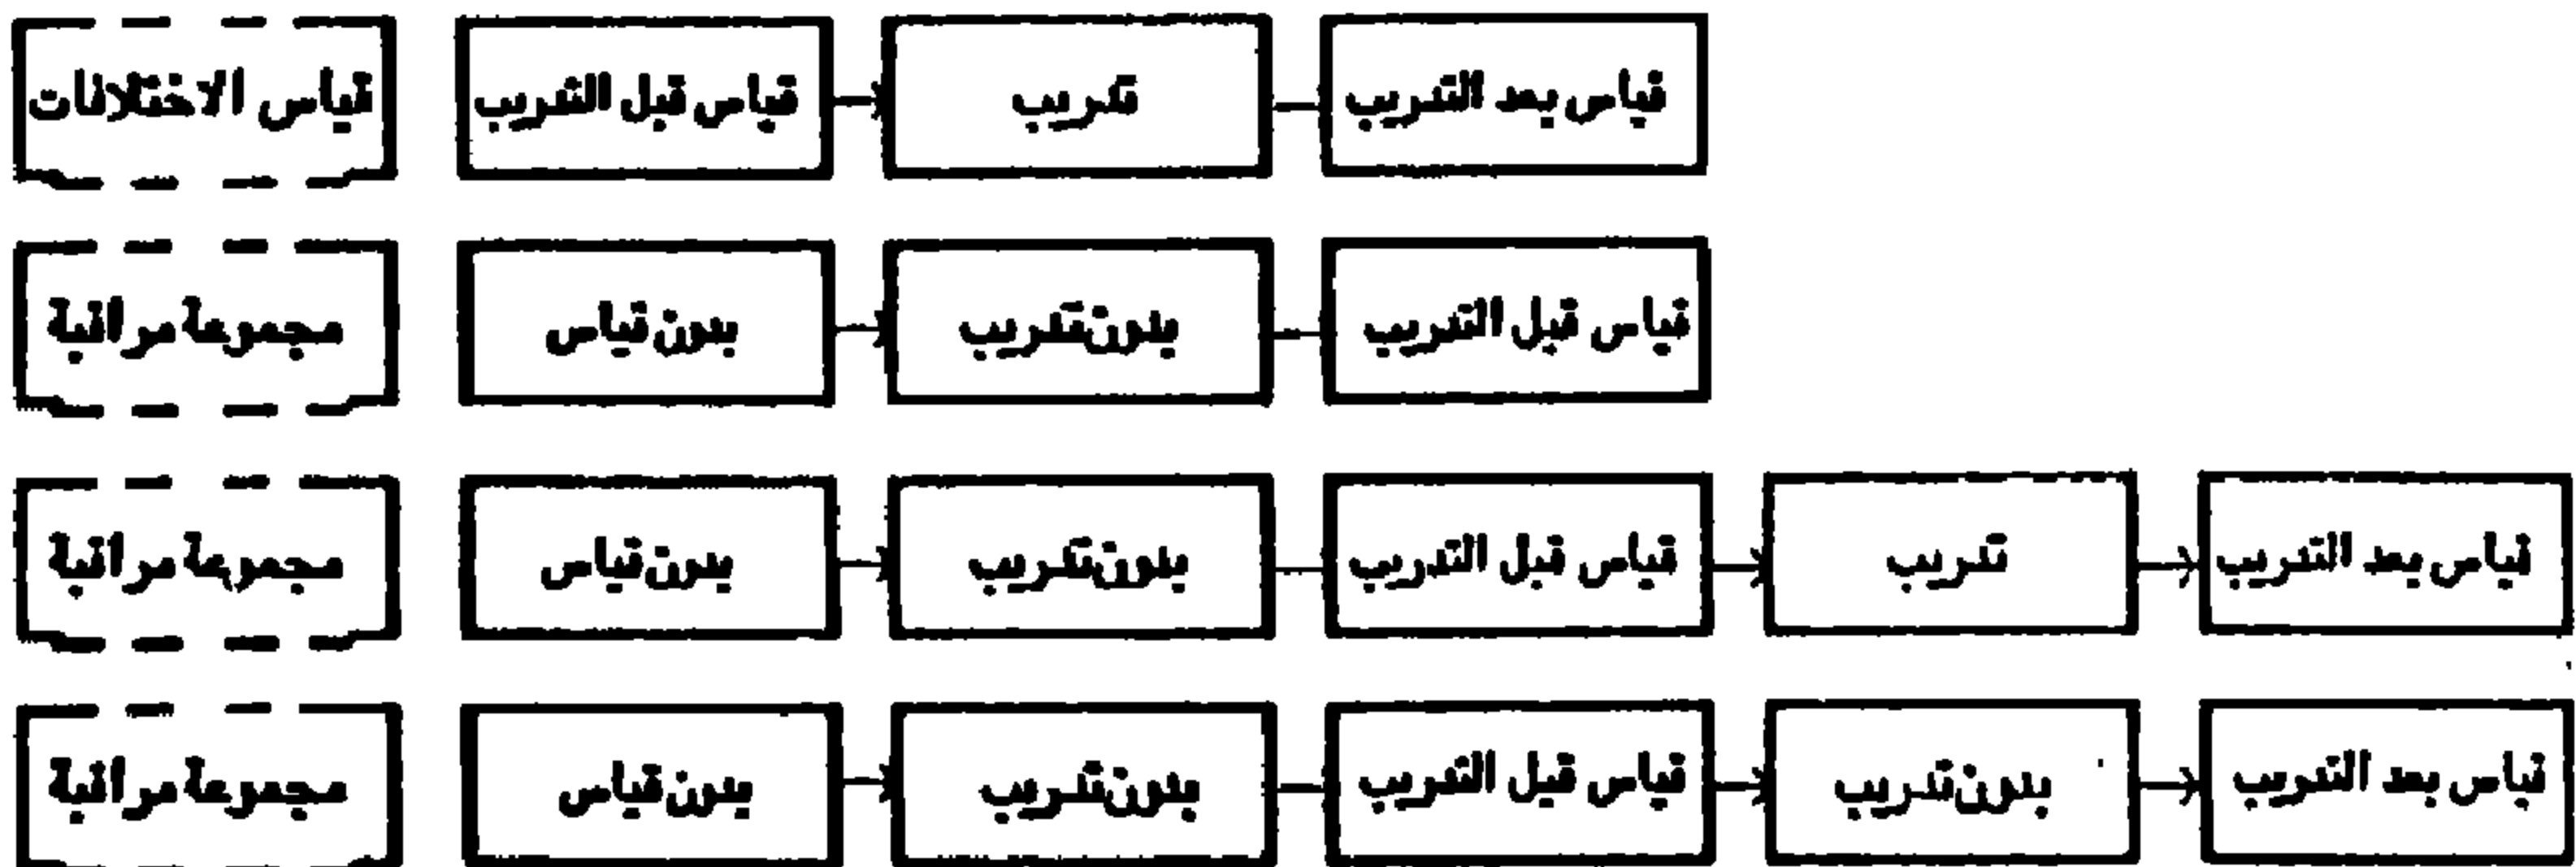 قياس الاختلافات
قياس قبل التدريب
تدريب
قياس بعد التدريب
مجموعة مراقبة
بدون قياس
بدون تدريب
قياس قبل التدريب
مجموعة مراقبة
بدون قياس
بدون تدريب
قياس قبل التدريب
تدريب
قياس بعد التدريب
مجموعة مراقبة
بدون قياس
بدون تدريب
قياس قبل التدريب
بدون تدريب
قياس بعد التدريب